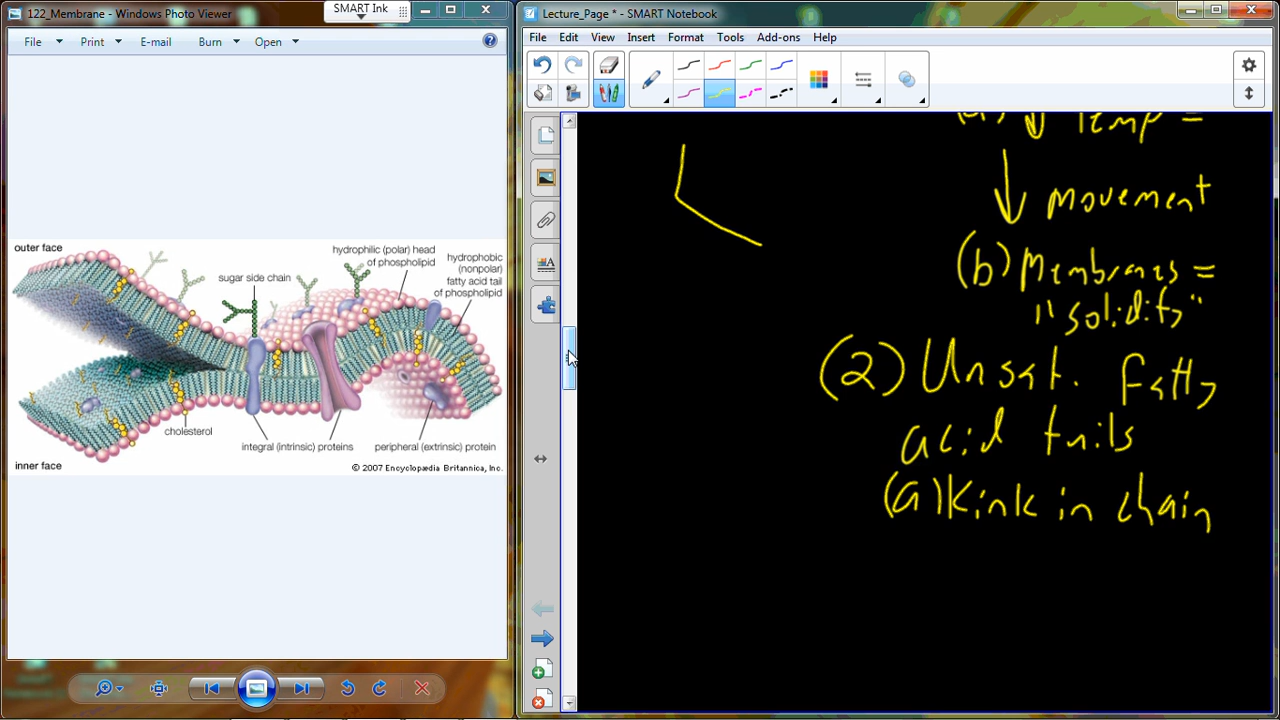 122_Membrane - Windows Photo Viewer
SMART Ink
File Print E-mail Burn Open
outer face
sugar side chain
hydrophilic (polar) head
of phospholipid
hydrophobic
(nonpolar)
fatty acid tail
of phospholipid
cholesterol
integral (intrinsic) proteins
peripheral (extrinsic) protein
inner face
© 2007 Encyclopædia Britannica, Inc.
Lecture_Page * - SMART Notebook
File Edit View Insert Format Tools Add-ons Help
(a) ↓ Temp =
↓ movement
(b) Membranes =
"solidify"
(2) Unsat. Fatty
acid tails
(a) Kink in chain